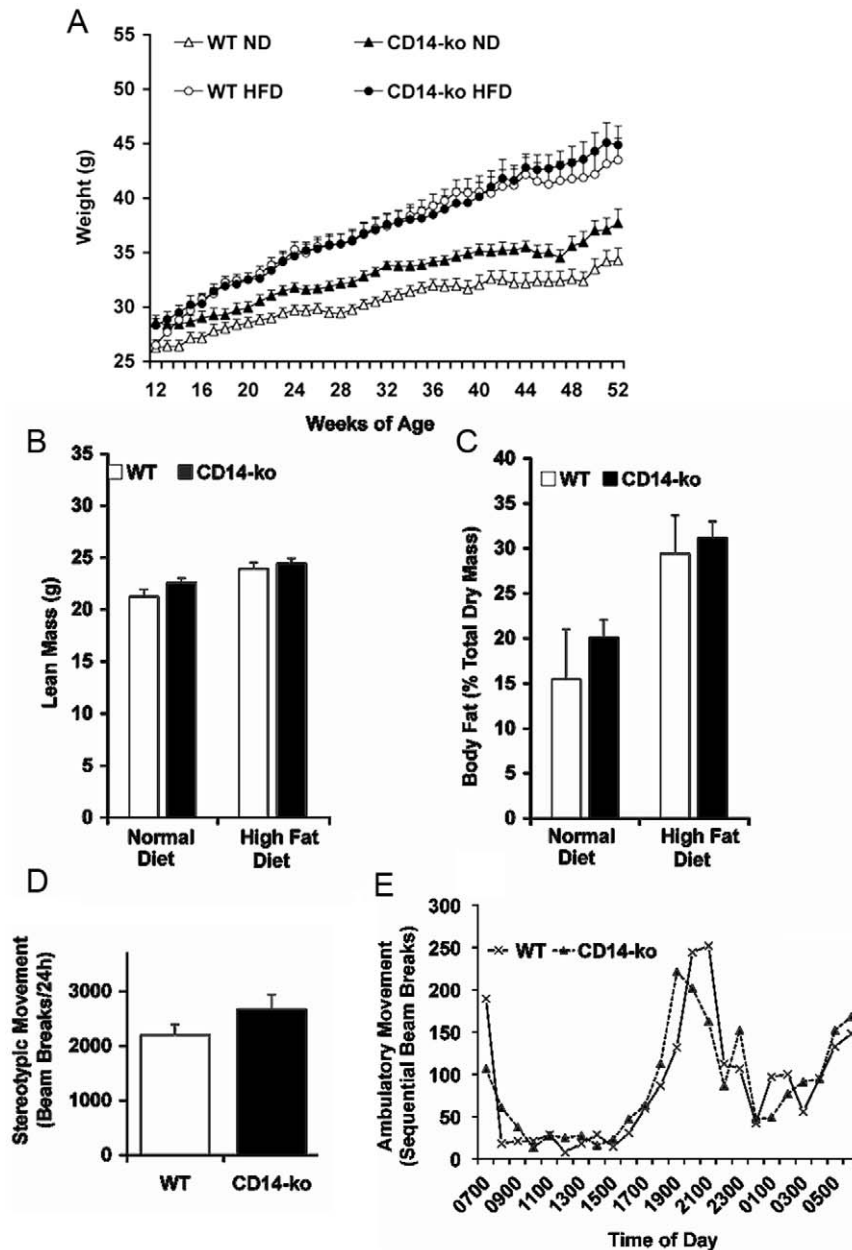 A
WT ND CD14-ko ND
WT HFD CD14-ko HFD
Weight (g)
55
50
45
40
35
30
25
12 16 20 24 28 32 36 40 44 48 52
Weeks of Age
B
WT CD14-ko
Lean Mass (g)
35
30
25
20
15
10
5
0
Normal Diet
High Fat Diet
C
WT CD14-ko
Body Fat (% Total Dry Mass)
40
35
30
25
20
15
10
5
0
Normal Diet
High Fat Diet
D
Stereotypic Movement
(Beam Breaks/24h)
3000
2000
1000
0
WT CD14-ko
E
WT CD14-ko
Ambulatory Movement
(Sequential Beam Breaks)
300
250
200
150
100
50
0
0700 0900 1100 1300 1500 1700 1900 2100 2300 0100 0300 0500
Time of Day